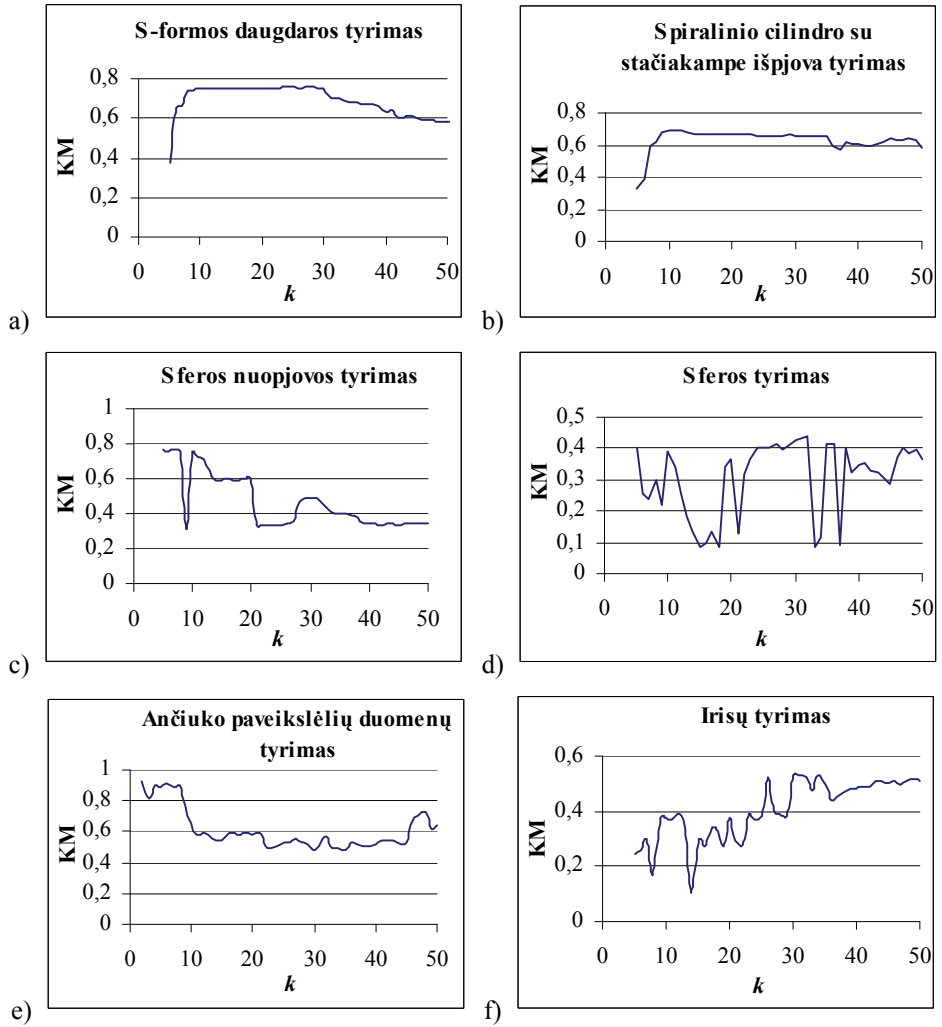 S-formos daugdaros tyrimas
0,8
0,6
0,4
0,2
0
KM
0 10 20 30 40 50
k
a)
Spiralinio cilindro su
stačiakampe išpjova tyrimas
0,8
0,6
0,4
0,2
0
KM
0 10 20 30 40 50
k
b)
Sferos nuopjovos tyrimas
1
0,8
0,6
0,4
0,2
0
KM
0 10 20 30 40 50
k
c)
Sferos tyrimas
0,5
0,4
0,3
0,2
0,1
0
KM
0 10 20 30 40 50
k
d)
Ančiuko paveikslėlių duomenų
tyrimas
1
0,8
0,6
0,4
0,2
0
KM
0 10 20 30 40 50
k
e)
Irisų tyrimas
0,6
0,4
0,2
0
KM
0 10 20 30 40 50
k
f)